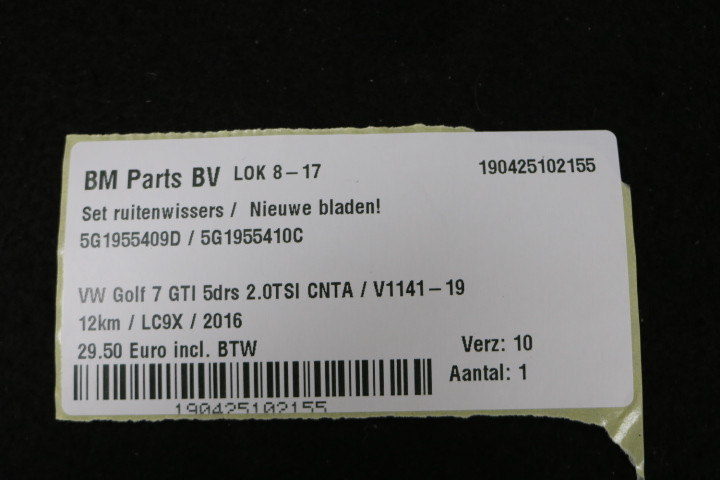 BM Parts BV LOK 8-17 190425102155
Set ruitenwissers / Nieuwe bladen!
5G1955409D / 5G1955410C
VW Golf 7 GTI 5drs 2.0TSI CNTA / V1141-19
12km / LC9X / 2016
29.50 Euro incl. BTW Verz: 10
Aantal: 1
190425102155